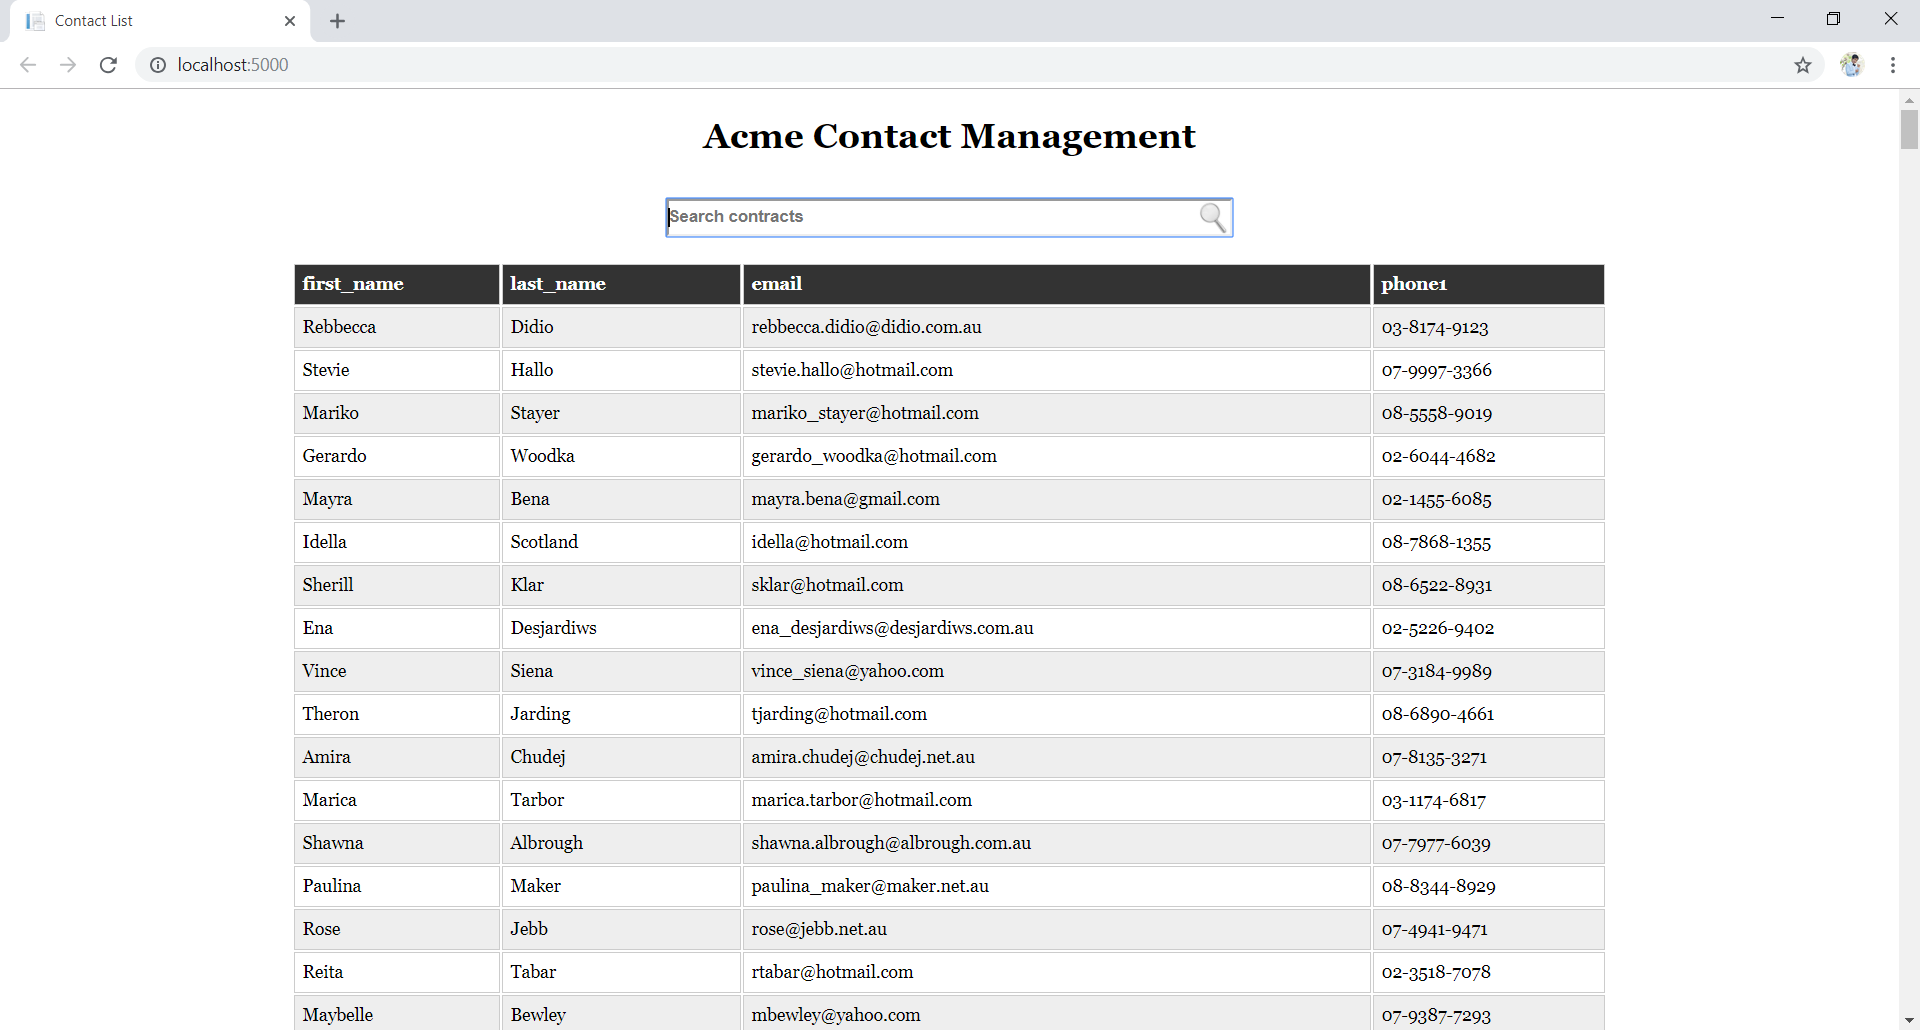 Contact List
localhost:5000
Acme Contact Management
Search contracts
first_name last_name email phone1
Rebbecca Didio rebbecca.didio@didio.com.au 03-8174-9123
Stevie Hallo stevie.hallo@hotmail.com 07-9997-3366
Mariko Stayer mariko_stayer@hotmail.com 08-5558-9019
Gerardo Woodka gerardo_woodka@hotmail.com 02-6044-4682
Mayra Bena mayra.bena@gmail.com 02-1455-6085
Idella Scotland idella@hotmail.com 08-7868-1355
Sherill Klar sklar@hotmail.com 08-6522-8931
Ena Desjardiws ena_desjardiws@desjardiws.com.au 02-5226-9402
Vince Siena vince_siena@yahoo.com 07-3184-9989
Theron Jarding tjarding@hotmail.com 08-6890-4661
Amira Chudej amira.chudej@chudej.net.au 07-8135-3271
Marica Tarbor marica.tarbor@hotmail.com 03-1174-6817
Shawna Albrough shawna.albrough@albrough.com.au 07-7977-6039
Paulina Maker paulina_maker@maker.net.au 08-8344-8929
Rose Jebb rose@jebb.net.au 07-4941-9471
Reita Tabar rtabar@hotmail.com 02-3518-7078
Maybelle Bewley mbewley@yahoo.com 07-9387-7293